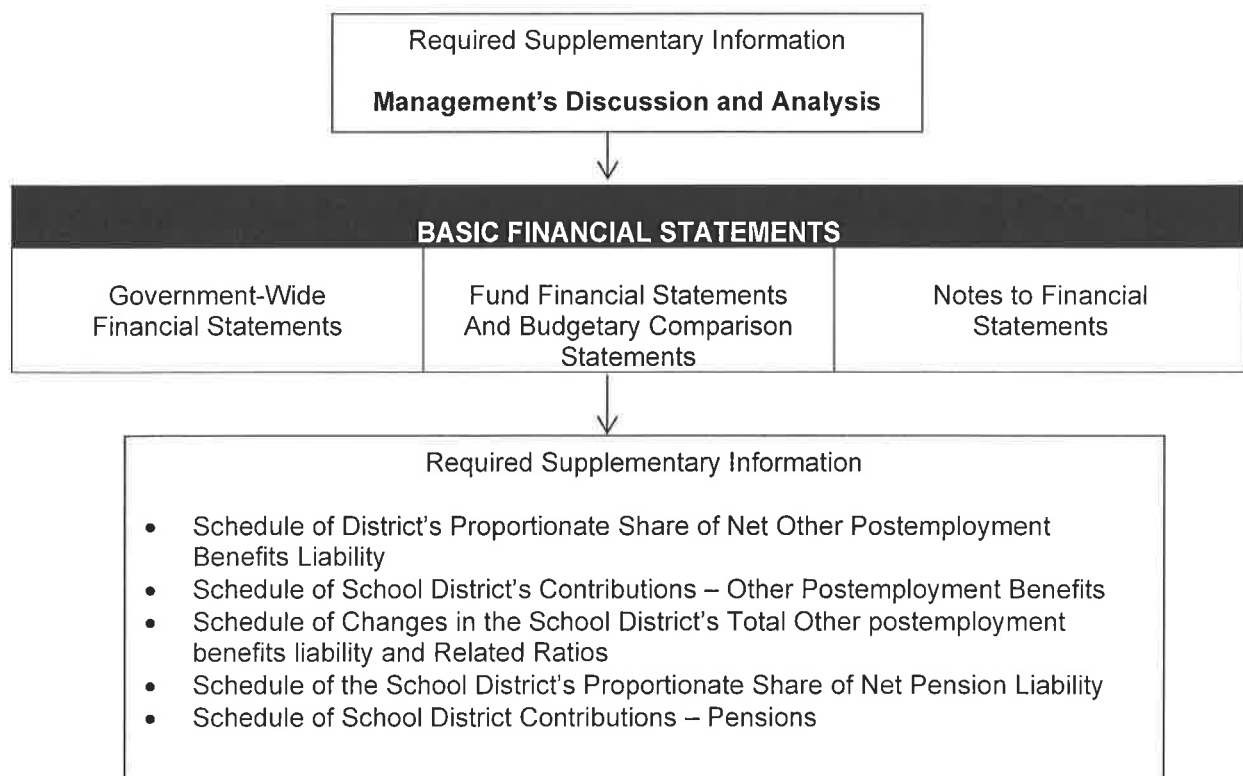 Required Supplementary Information
Management's Discussion and Analysis
BASIC FINANCIAL STATEMENTS
Government-Wide
Financial Statements
Fund Financial Statements
And Budgetary Comparison
Statements
Notes to Financial
Statements
Required Supplementary Information
• Schedule of District's Proportionate Share of Net Other Postemployment
Benefits Liability
• Schedule of School District's Contributions – Other Postemployment Benefits
• Schedule of Changes in the School District's Total Other postemployment
benefits liability and Related Ratios
• Schedule of the School District's Proportionate Share of Net Pension Liability
• Schedule of School District Contributions – Pensions